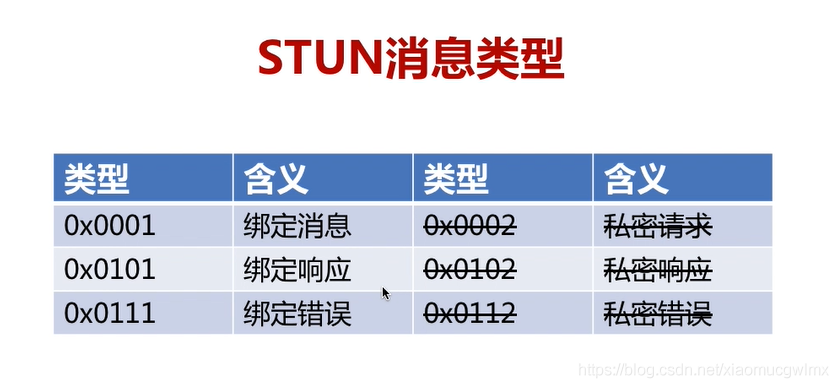 STUN消息类型
类型 含义 类型 含义
0x0001 绑定消息 0x0002 私密请求
0x0101 绑定响应 0x0102 私密响应
0x0111 绑定错误 0x0112 私密错误
https://blog.csdn.net/xiaomucgwlmx